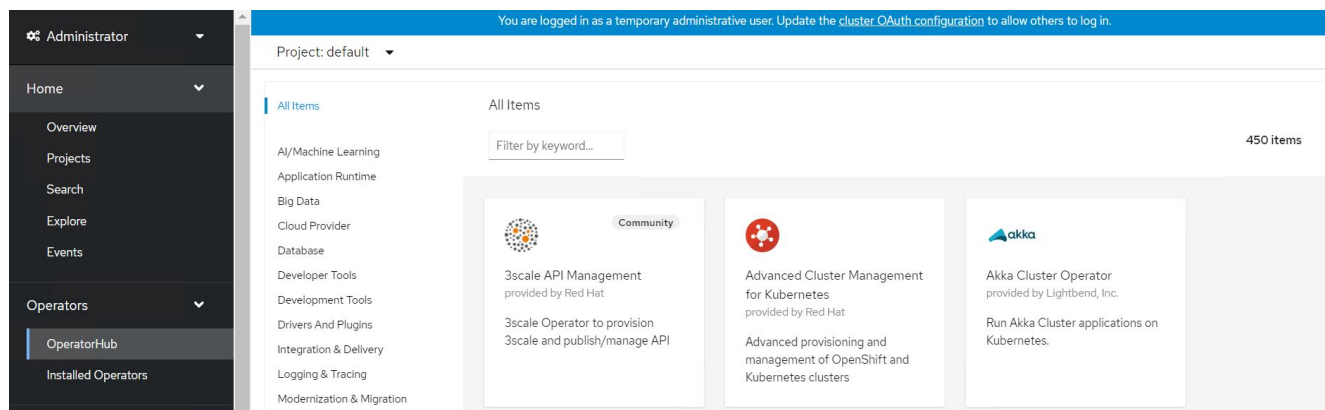 You are logged in as a temporary administrative user. Update the cluster OAuth configuration to allow others to log in.
Administrator
Project: default
Home
Overview
Projects
Search
Explore
Events
Operators
OperatorHub
Installed Operators
All Items
AI/Machine Learning
Application Runtime
Big Data
Cloud Provider
Database
Developer Tools
Development Tools
Drivers And Plugins
Integration & Delivery
Logging & Tracing
Modernization & Migration
All Items
Filter by keyword...
450 items
Community
3scale API Management
provided by Red Hat
3scale Operator to provision
3scale and publish/manage API
Advanced Cluster Management
for Kubernetes
provided by Red Hat
Advanced provisioning and
management of OpenShift and
Kubernetes clusters
akka
Akka Cluster Operator
provided by Lightbend, Inc.
Run Akka Cluster applications on
Kubernetes.